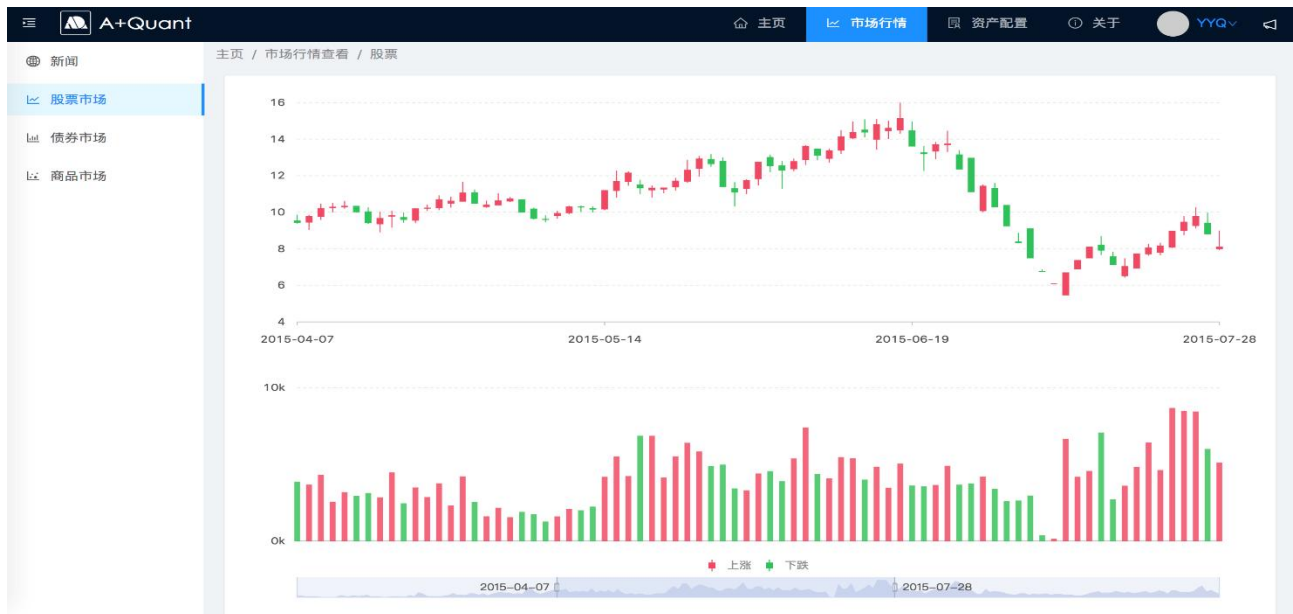 A+Quant 主页 市场行情 资产配置 关于 YYQ
新闻
股票市场
债券市场
商品市场
主页 / 市场行情查看 / 股票
16
14
12
10
8
6
4
2015-04-07 2015-05-14 2015-06-19 2015-07-28
10k
0k
上涨 下跌
2015-04-07 2015-07-28